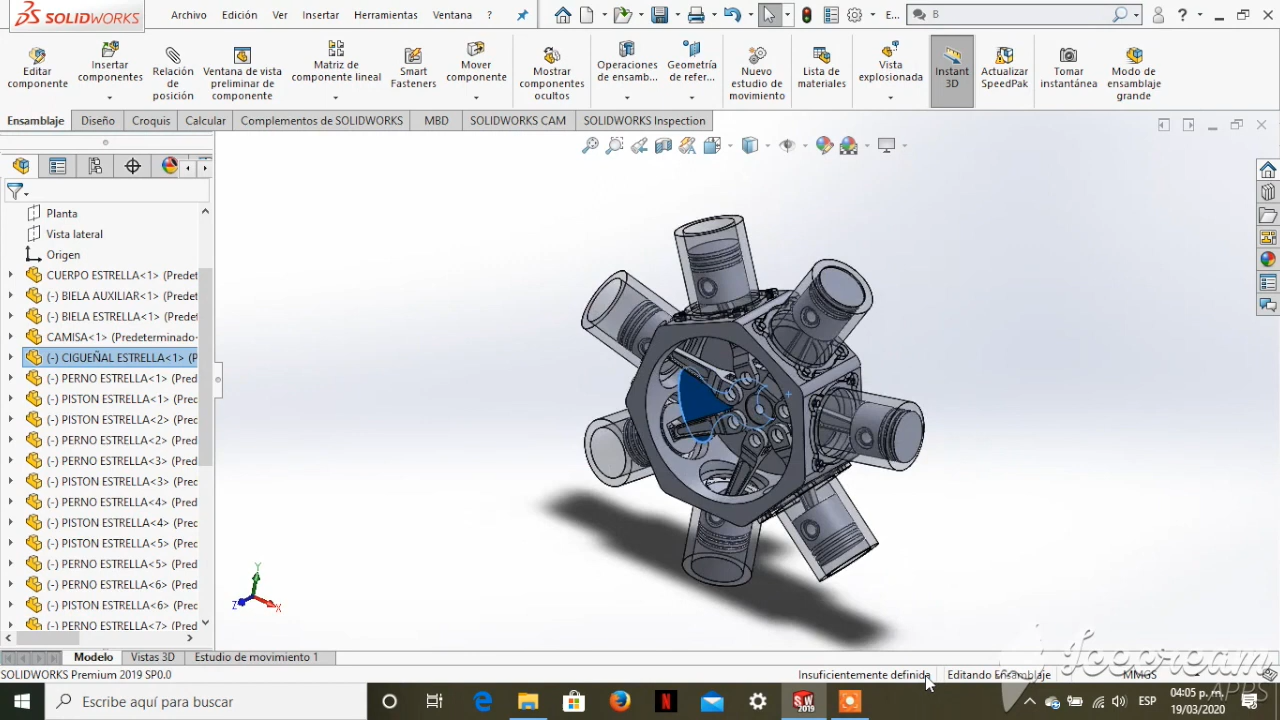 SOLIDWORKS
Archivo Edición Ver Insertar Herramientas Ventana
E... B
Editar componente
Insertar componentes
Relación de posición
Ventana de vista preliminar de componente
Matriz de componente lineal
Smart Fasteners
Mover componente
Mostrar componentes ocultos
Operaciones de ensamb...
Geometría de refer...
Nuevo estudio de movimiento
Lista de materiales
Vista explosionada
Instant 3D
Actualizar SpeedPak
Tomar instantánea
Modo de ensamblaje grande
Ensamblaje Diseño Croquis Calcular Complementos de SOLIDWORKS MBD SOLIDWORKS CAM SOLIDWORKS Inspection
Planta
Vista lateral
Origen
CUERPO ESTRELLA<1> (Predet
(-) BIELA AUXILIAR<1> (Predet
(-) BIELA ESTRELLA<1> (Predet
CAMISA<1> (Predeterminado
(-) CIGUEÑAL ESTRELLA<1> (P
(-) PERNO ESTRELLA<1> (Pred
(-) PISTON ESTRELLA<1> (Pred
(-) PISTON ESTRELLA<2> (Pred
(-) PERNO ESTRELLA<2> (Pred
(-) PERNO ESTRELLA<3> (Pred
(-) PISTON ESTRELLA<3> (Pred
(-) PERNO ESTRELLA<4> (Pred
(-) PISTON ESTRELLA<4> (Pred
(-) PISTON ESTRELLA<5> (Pred
(-) PERNO ESTRELLA<5> (Pred
(-) PERNO ESTRELLA<6> (Pred
(-) PISTON ESTRELLA<6> (Pred
(-) PERNO ESTRELLA<7> (Pred
Y
Z X
Modelo Vistas 3D Estudio de movimiento 1
SOLIDWORKS Premium 2019 SP0.0 Insuficientemente definida Editando Ensamblaje MMGS
Icecream
APPS
Escribe aquí para buscar
ESP
04:05 p. m.
19/03/2020